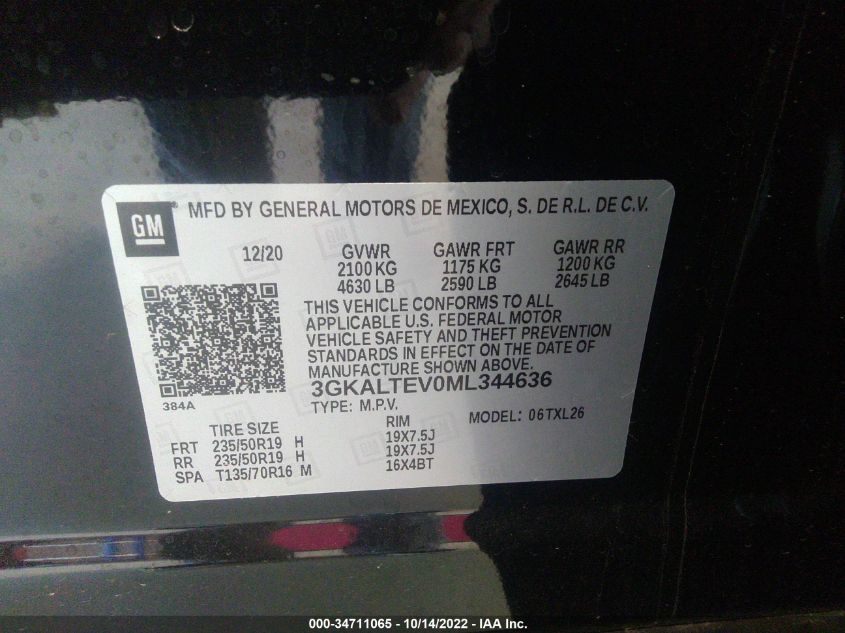 GM
MFD BY GENERAL MOTORS DE MEXICO, S. DE R.L. DE C.V.
12/20 GVWR GAWR FRT GAWR RR
2100 KG 1175 KG 1200 KG
4630 LB 2590 LB 2645 LB
THIS VEHICLE CONFORMS TO ALL
APPLICABLE U.S. FEDERAL MOTOR
VEHICLE SAFETY AND THEFT PREVENTION
STANDARDS IN EFFECT ON THE DATE OF
MANUFACTURE SHOWN ABOVE.
3GKALTEV0ML344636
384A TYPE: M.P.V. MODEL: 06TXL26
TIRE SIZE RIM
FRT 235/50R19 H 19X7.5J
RR 235/50R19 H 19X7.5J
SPA T135/70R16 M 16X4BT
000-34711065 - 10/14/2022 - IAA Inc.